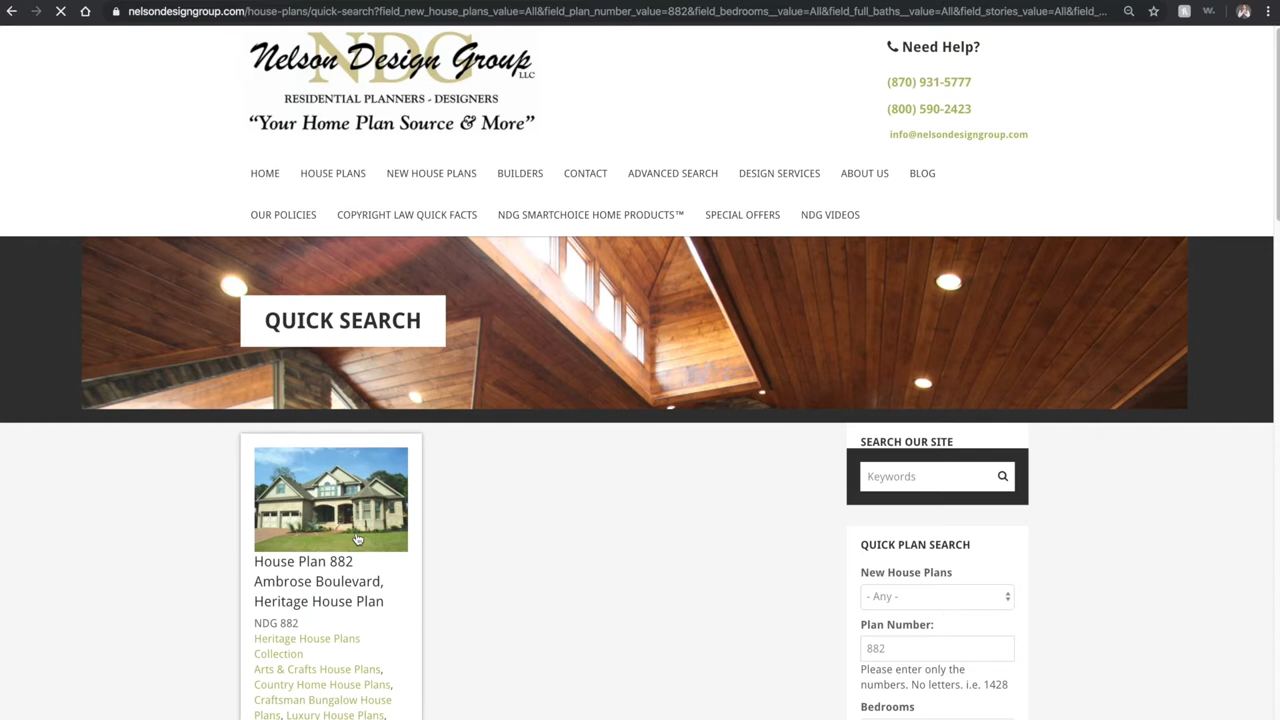 nelsondesigngroup.com/house-plans/quick-search?field_new_house_plans_value=All&field_plan_number_value=882&field_bedrooms__value=All&field_full_baths__value=All&field_stories_value=All&field_...
NDG
Nelson Design Group LLC
RESIDENTIAL PLANNERS - DESIGNERS
“Your Home Plan Source & More”
Need Help?
(870) 931-5777
(800) 590-2423
info@nelsondesigngroup.com
HOME HOUSE PLANS NEW HOUSE PLANS BUILDERS CONTACT ADVANCED SEARCH DESIGN SERVICES ABOUT US BLOG
OUR POLICIES COPYRIGHT LAW QUICK FACTS NDG SMARTCHOICE HOME PRODUCTS™ SPECIAL OFFERS NDG VIDEOS
QUICK SEARCH
House Plan 882
Ambrose Boulevard,
Heritage House Plan
NDG 882
Heritage House Plans
Collection
Arts & Crafts House Plans,
Country Home House Plans,
Craftsman Bungalow House
Plans, Luxury House Plans,
SEARCH OUR SITE
Keywords
QUICK PLAN SEARCH
New House Plans
- Any -
Plan Number:
882
Please enter only the
numbers. No letters. i.e. 1428
Bedrooms